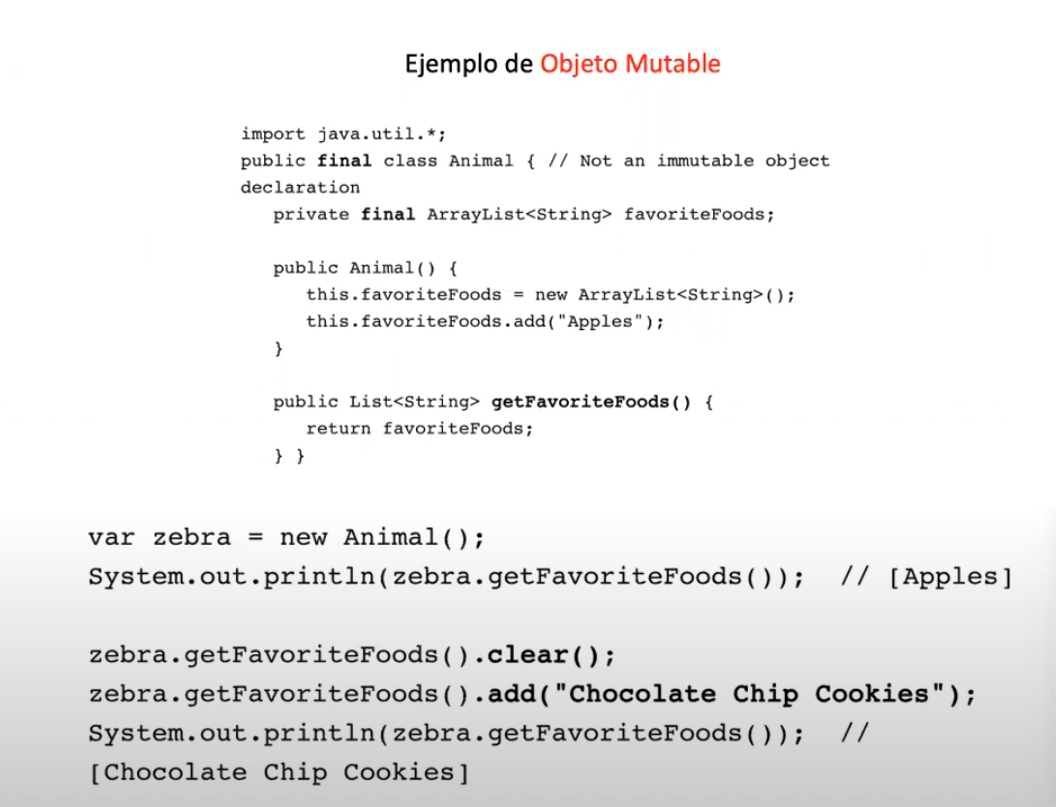 Ejemplo de Objeto Mutable
import java.util.*;
public final class Animal { // Not an immutable object
declaration
private final ArrayList<String> favoriteFoods;
public Animal() {
this.favoriteFoods = new ArrayList<String>();
this.favoriteFoods.add("Apples");
}
public List<String> getFavoriteFoods() {
return favoriteFoods;
} }
var zebra = new Animal();
System.out.println(zebra.getFavoriteFoods()); // [Apples]
zebra.getFavoriteFoods().clear();
zebra.getFavoriteFoods().add("Chocolate Chip Cookies");
System.out.println(zebra.getFavoriteFoods()); //
[Chocolate Chip Cookies]